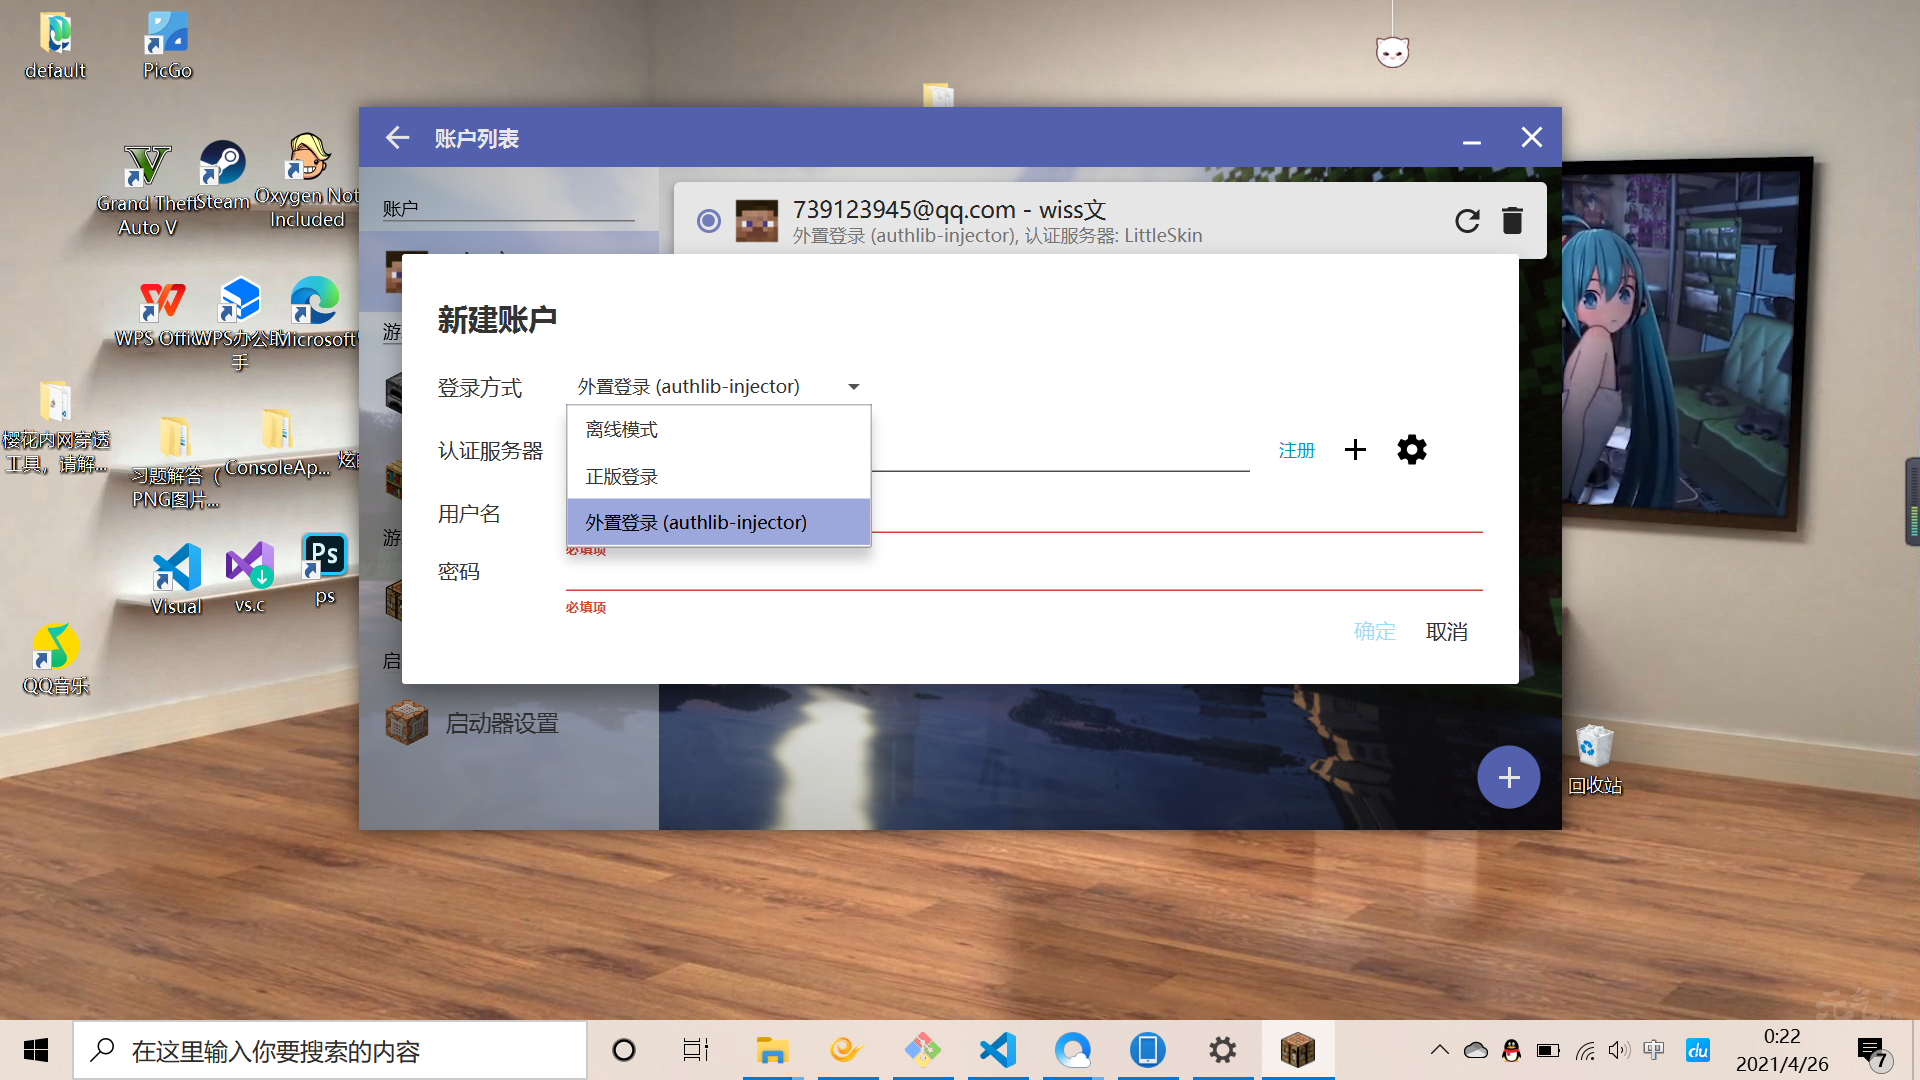 default
PicGo
Grand Theft
Auto V
Steam
Oxygen Not
Included
WPS Offic
WPS办公助
手
Microsoft
樱花内网穿透
工具，请解...
习题解答（
PNG图片...
ConsoleAp...
Visual
vs.c
ps
QQ音乐
账户列表
账户
739123945@qq.com - wiss文
外置登录 (authlib-injector), 认证服务器: LittleSkin
新建账户
登录方式
外置登录 (authlib-injector)
离线模式
正版登录
外置登录 (authlib-injector)
认证服务器
注册
用户名
必填项
密码
必填项
确定
取消
游
游
启
启动器设置
回收站
在这里输入你要搜索的内容
中
du
0:22
2021/4/26
7